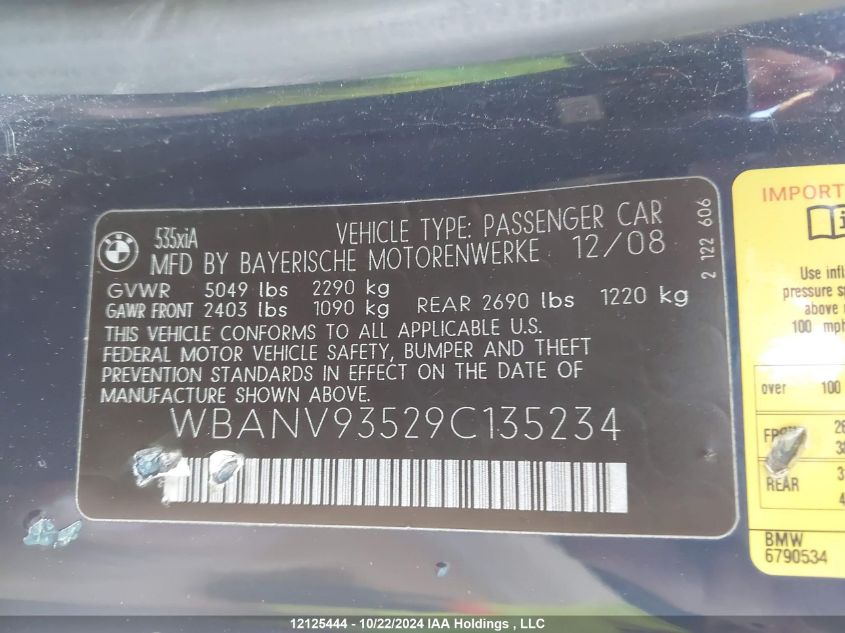 535xiA VEHICLE TYPE: PASSENGER CAR
MFD BY BAYERISCHE MOTORENWERKE 12/08
GVWR 5049 lbs 2290 kg
GAWR FRONT 2403 lbs 1090 kg REAR 2690 lbs 1220 kg
THIS VEHICLE CONFORMS TO ALL APPLICABLE U.S.
FEDERAL MOTOR VEHICLE SAFETY, BUMPER AND THEFT
PREVENTION STANDARDS IN EFFECT ON THE DATE OF
MANUFACTURE SHOWN ABOVE.
WBANV93529C135234
2 122 606
IMPORT
Use infl
pressure sp
above
100 mph
over 100
REAR
BMW
6790534
12125444 - 10/22/2024 IAA Holdings , LLC